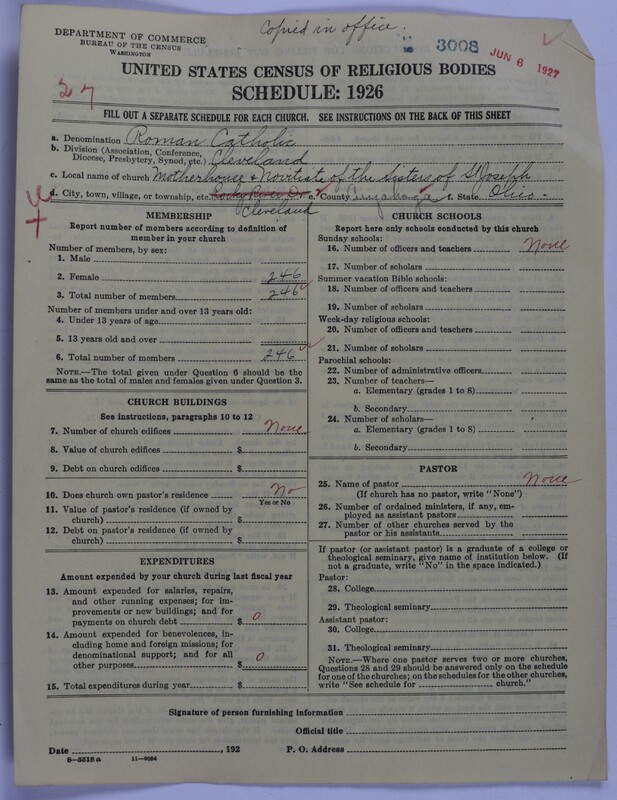 DEPARTMENT OF COMMERCE
BUREAU OF THE CENSUS
WASHINGTON
Copied in office.
3008
JUN 6 1927
UNITED STATES CENSUS OF RELIGIOUS BODIES
SCHEDULE: 1926
27
FILL OUT A SEPARATE SCHEDULE FOR EACH CHURCH. SEE INSTRUCTIONS ON THE BACK OF THIS SHEET
a. Denomination Roman Catholic
b. Division (Association, Conference,
Diocese, Presbytery, Synod, etc.) Cleveland
c. Local name of church Motherhouse & Novitiate of the Sisters of St Joseph
d. City, town, village, or township, etc. Rocky River Dr. e. County Cuyahoga f. State Ohio
Cleveland
MEMBERSHIP
Report number of members according to definition of
member in your church
Number of members, by sex:
1. Male
2. Female 246
3. Total number of members 246
Number of members under and over 13 years old:
4. Under 13 years of age
5. 13 years old and over
6. Total number of members 246
NOTE.—The total given under Question 6 should be
same as the total of males and females given under Question 3.
CHURCH BUILDINGS
See instructions, paragraphs 10 to 12
7. Number of church edifices None
8. Value of church edifices $
9. Debt on church edifices $
10. Does church own pastor's residence No
Yes or No
11. Value of pastor's residence (if owned by
church) $
12. Debt on pastor's residence (if owned by
church) $
EXPENDITURES
Amount expended by your church during last fiscal year
13. Amount expended for salaries, repairs,
and other running expenses; for im-
provements or new buildings; and for
payments on church debt $ 0
14. Amount expended for benevolences, in-
cluding home and foreign missions; for
denominational support; and for all
other purposes $ 0
15. Total expenditures during year $
CHURCH SCHOOLS
Report here only schools conducted by this church
Sunday schools:
16. Number of officers and teachers None
17. Number of scholars
Summer vacation Bible schools:
18. Number of officers and teachers
19. Number of scholars
Week-day religious schools:
20. Number of officers and teachers
21. Number of scholars
Parochial schools:
22. Number of administrative officers
23. Number of teachers—
a. Elementary (grades 1 to 8)
b. Secondary
24. Number of scholars—
a. Elementary (grades 1 to 8)
b. Secondary
PASTOR
25. Name of pastor None
(If church has no pastor, write "None")
26. Number of ordained ministers, if any, em-
ployed as assistant pastors
27. Number of other churches served by the
pastor or his assistants
If pastor (or assistant pastor) is a graduate of a college or
theological seminary, give name of institution below. (If
not a graduate, write "No" in the space indicated.)
Pastor:
28. College
29. Theological seminary
Assistant pastor:
30. College
31. Theological seminary
NOTE.—Where one pastor serves two or more churches,
Questions 28 and 29 should be answered only on the schedule
for one of the churches; on the schedules for the other churches,
write "See schedule for church."
Signature of person furnishing information
Official title
Date , 192 P. O. Address
8—5518 a 11—9084